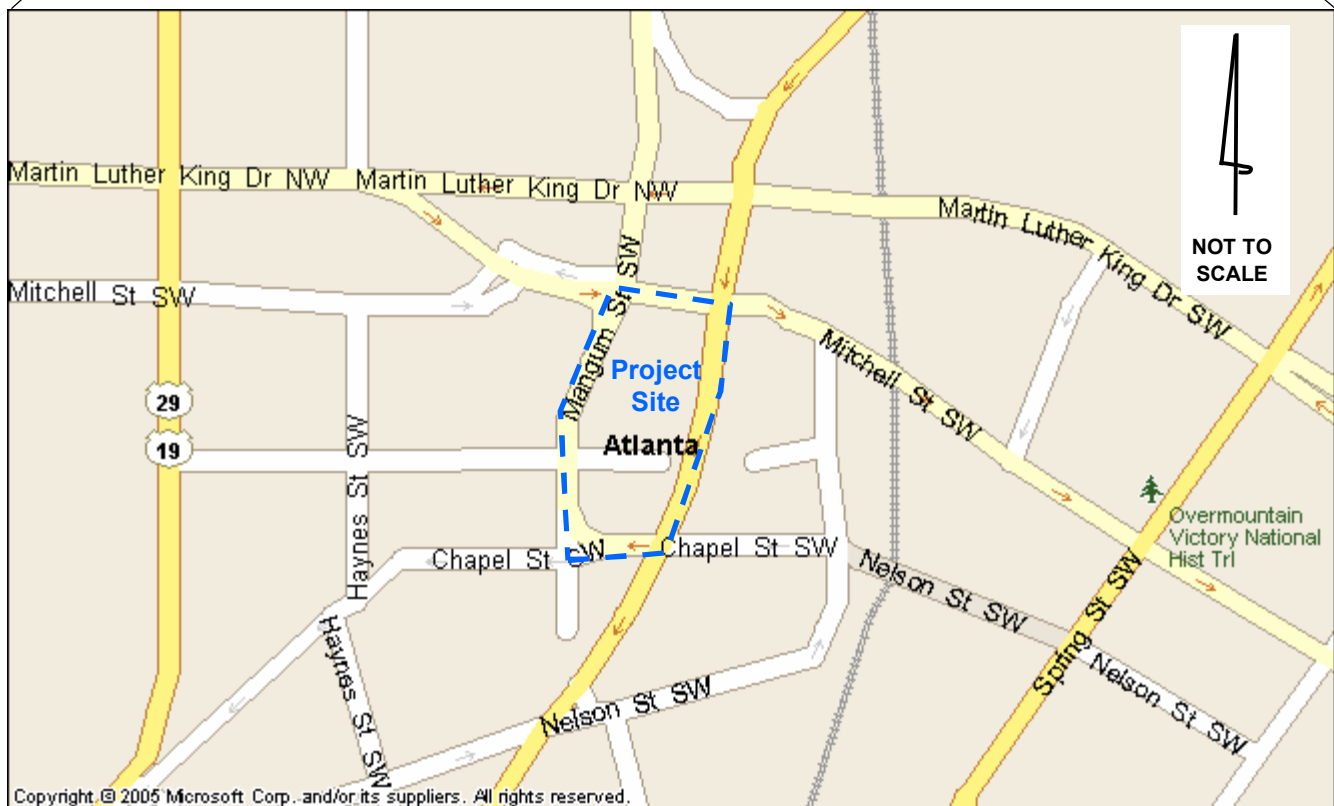 NOT TO
SCALE
Martin Luther King Dr NW
Martin Luther King Dr NW
Martin Luther King Dr SW
Mitchell St SW
Mangum St SW
Mitchell St SW
Project
Site
Atlanta
29
19
Haynes St SW
Overmountain
Victory National
Hist Trl
Chapel St SW
Chapel St SW
Nelson St SW
Spring St SW
Nelson St SW
Haynes St SW
Nelson St SW
Copyright © 2005 Microsoft Corp. and/or its suppliers. All rights reserved.